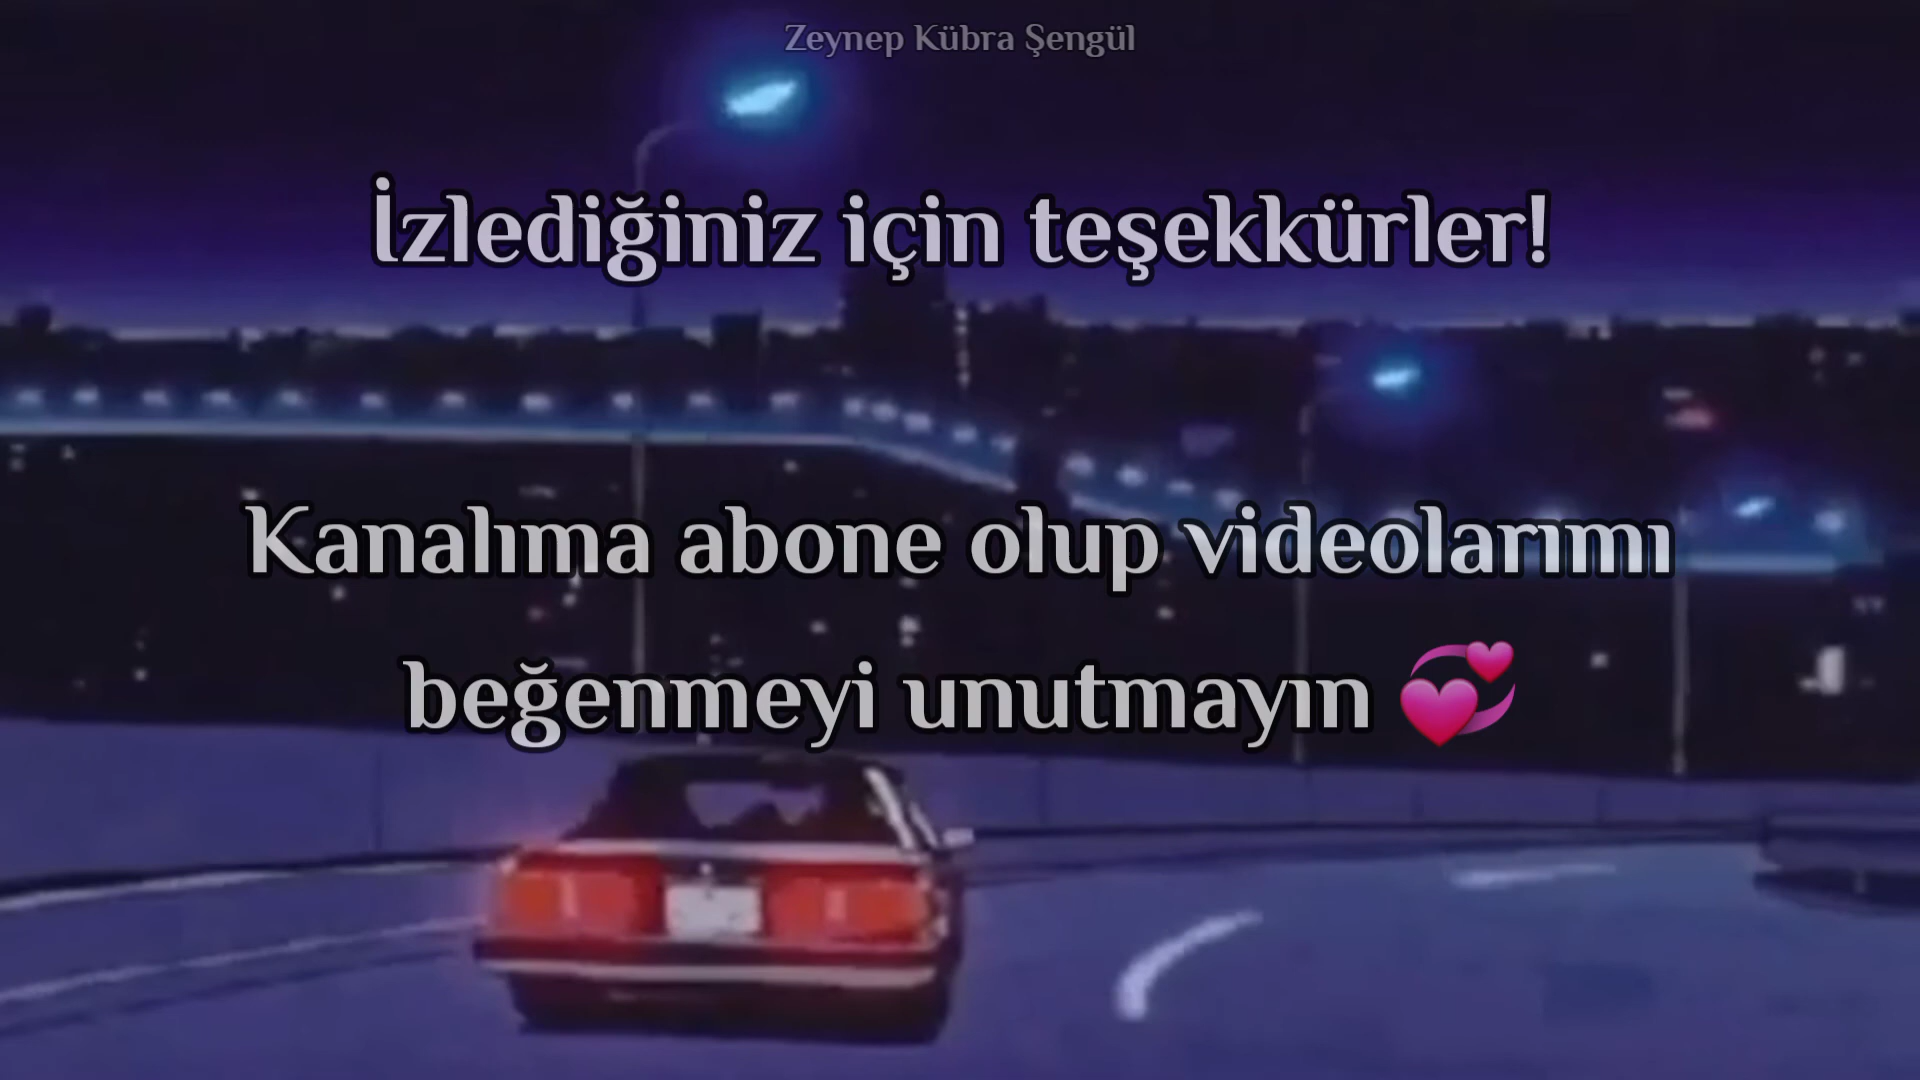 Zeynep Kübra Şengül
İzlediğiniz için teşekkürler!
Kanalıma abone olup videolarımı
beğenmeyi unutmayın 💞